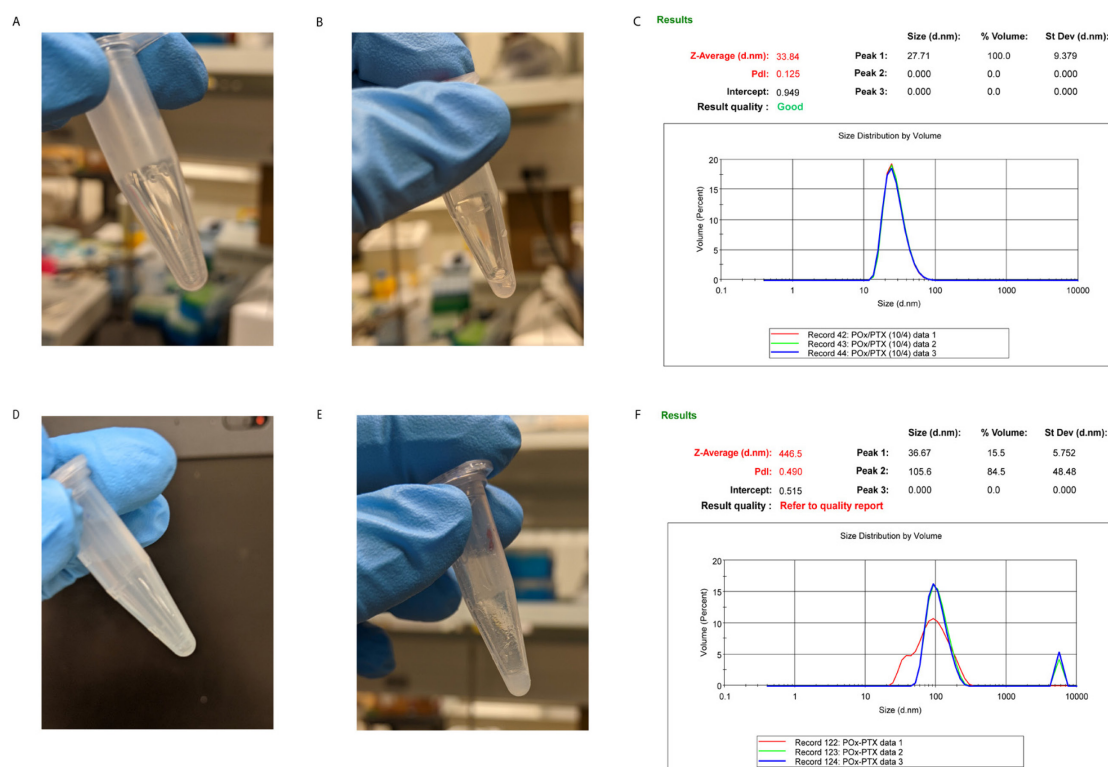 A
B
C
Results
Size (d.nm): % Volume: St Dev (d.nm):
Z-Average (d.nm): 33.84 Peak 1: 27.71 100.0 9.379
PdI: 0.125 Peak 2: 0.000 0.0 0.000
Intercept: 0.949 Peak 3: 0.000 0.0 0.000
Result quality : Good
Size Distribution by Volume
Volume (Percent)
20
15
10
5
0
0.1 1 10 100 1000 10000
Size (d.nm)
Record 42: POx/PTX (10/4) data 1
Record 43: POx/PTX (10/4) data 2
Record 44: POx/PTX (10/4) data 3
D
E
F
Results
Size (d.nm): % Volume: St Dev (d.nm):
Z-Average (d.nm): 446.5 Peak 1: 36.67 15.5 5.752
PdI: 0.490 Peak 2: 105.6 84.5 48.48
Intercept: 0.515 Peak 3: 0.000 0.0 0.000
Result quality : Refer to quality report
Size Distribution by Volume
Volume (Percent)
20
15
10
5
0
0.1 1 10 100 1000 10000
Size (d.nm)
Record 122: POx-PTX data 1
Record 123: POx-PTX data 2
Record 124: POx-PTX data 3